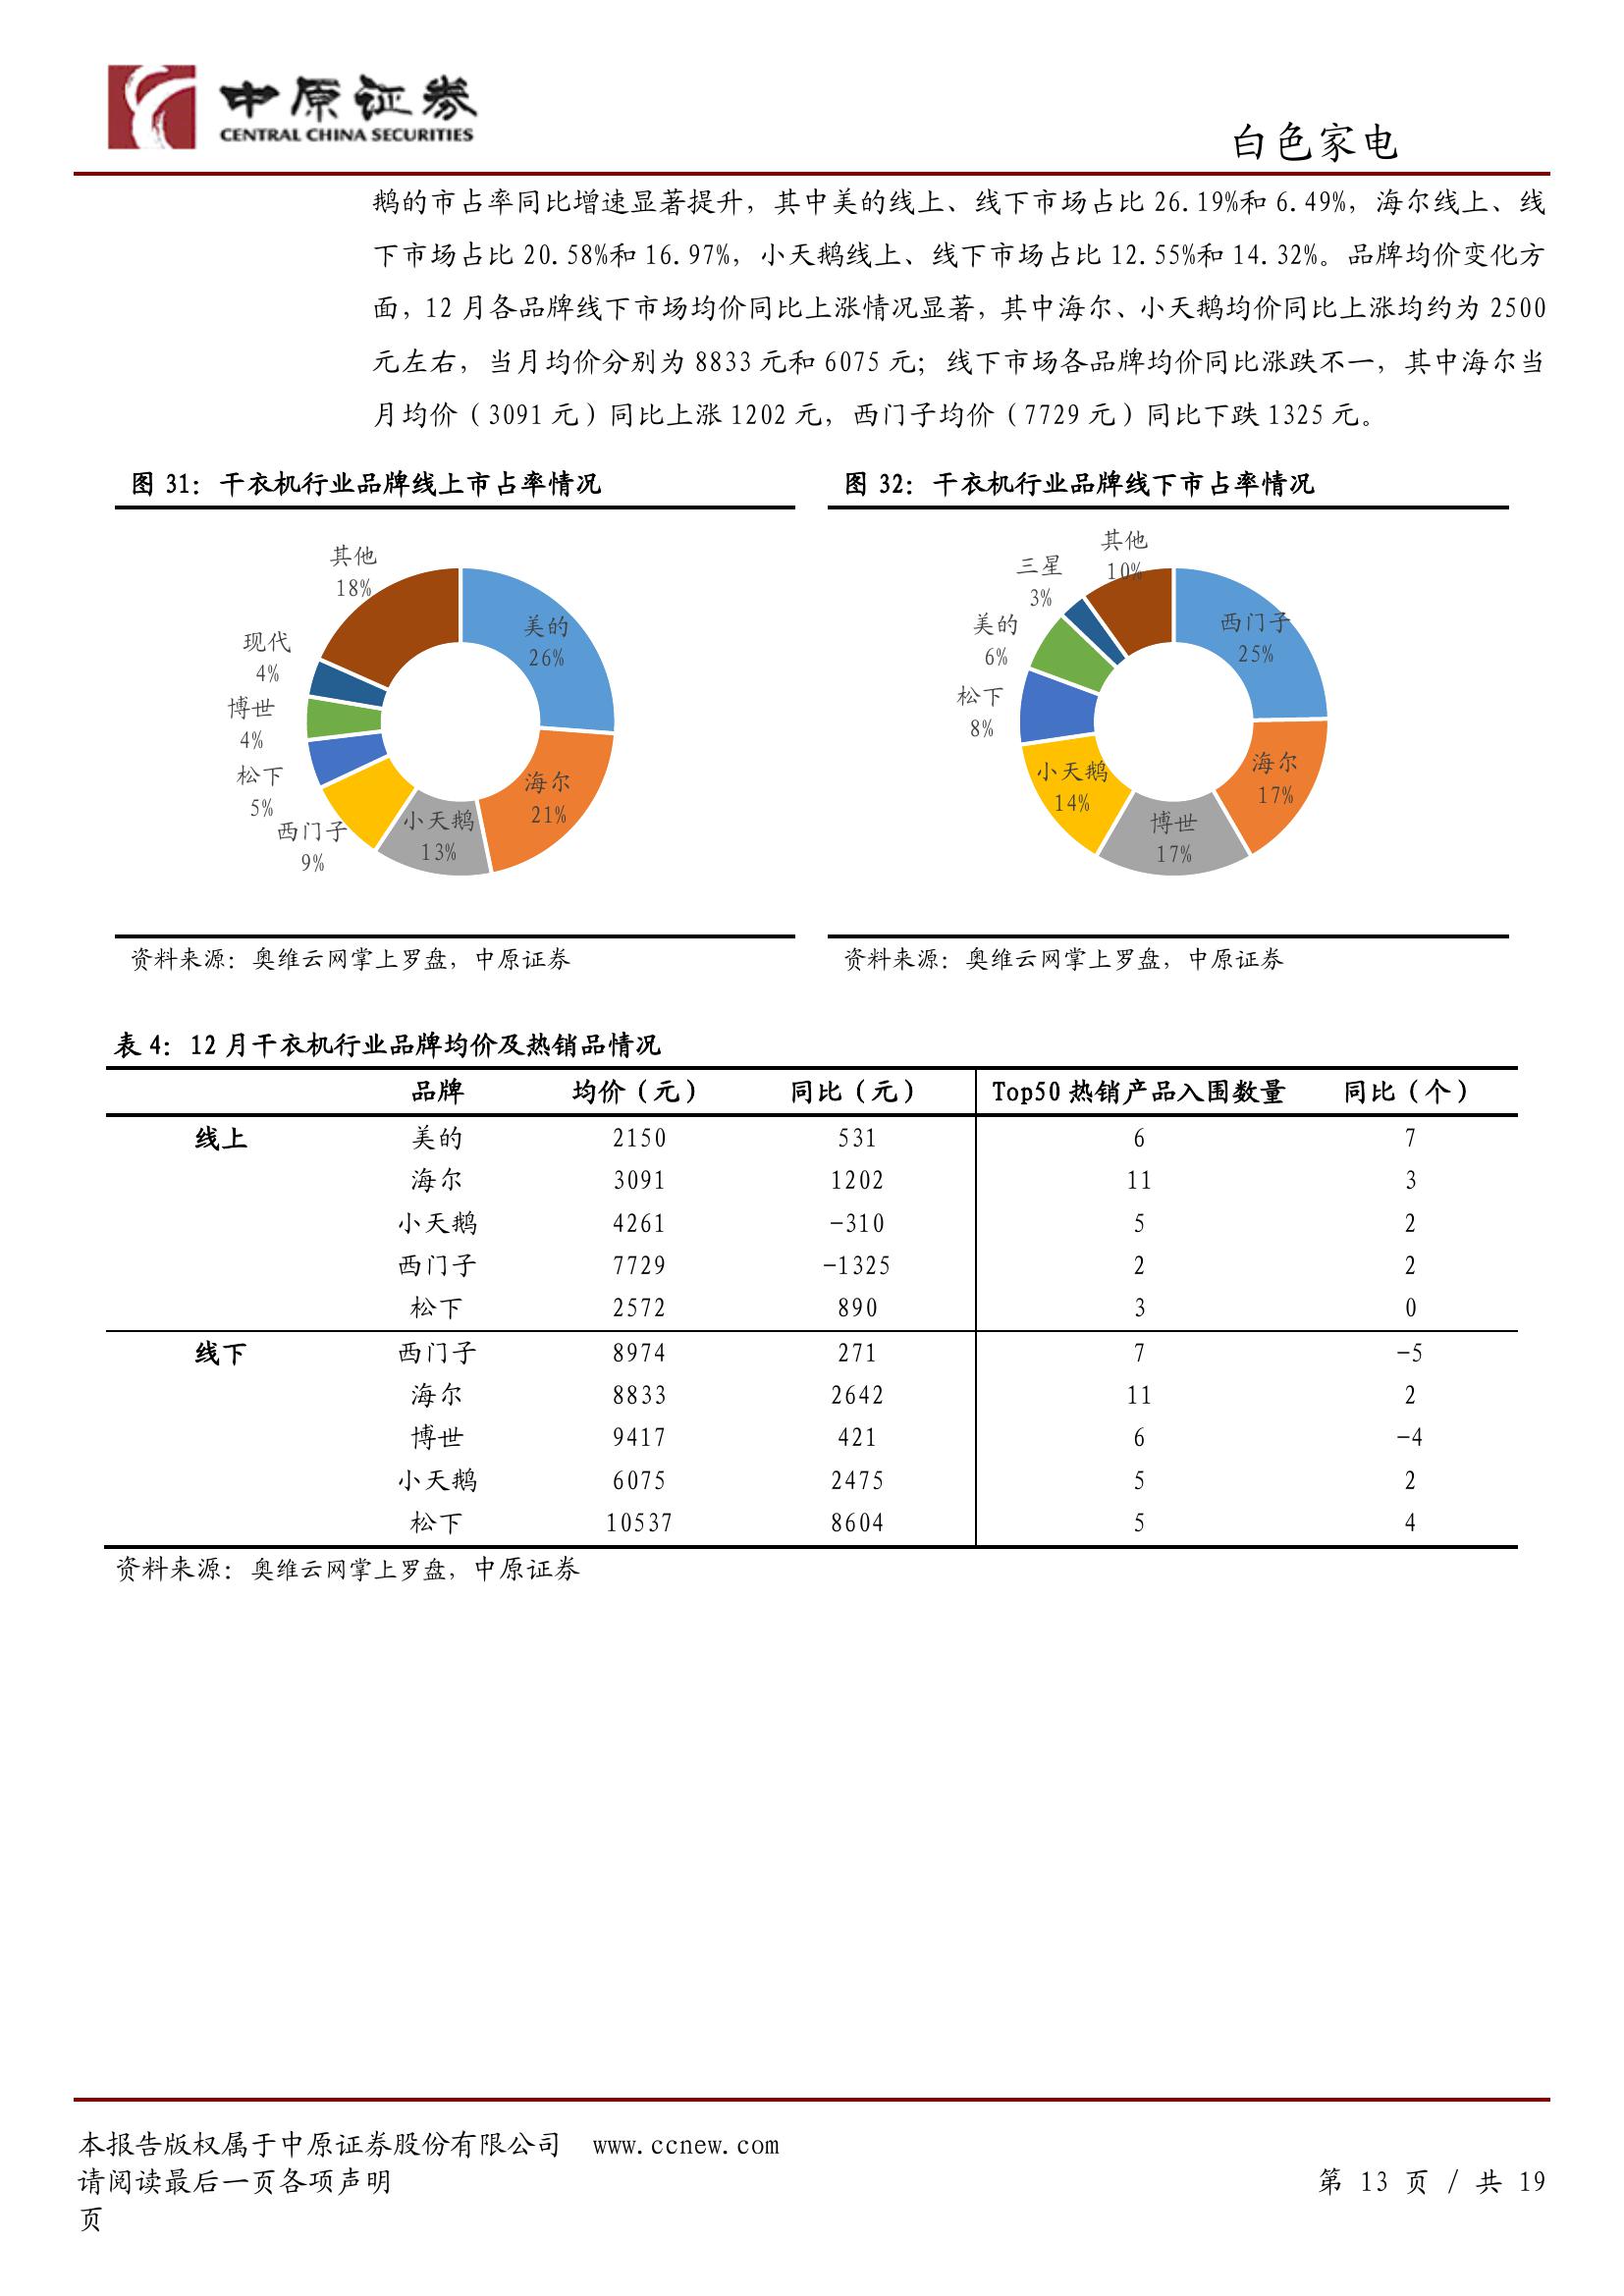 中原证券
CENTRAL CHINA SECURITIES
白色家电
鹅的市占率同比增速显著提升，其中美的线上、线下市场占比 26.19%和 6.49%，海尔线上、线
下市场占比 20.58%和 16.97%，小天鹅线上、线下市场占比 12.55%和 14.32%。品牌均价变化方
面，12 月各品牌线下市场均价同比上涨情况显著，其中海尔、小天鹅均价同比上涨均约为 2500
元左右，当月均价分别为 8833 元和 6075 元；线下市场各品牌均价同比涨跌不一，其中海尔当
月均价（3091 元）同比上涨 1202 元，西门子均价（7729 元）同比下跌 1325 元。
图 31：干衣机行业品牌线上市占率情况
美的
26%
海尔
21%
小天鹅
13%
西门子
9%
松下
5%
博世
4%
现代
4%
其他
18%
资料来源：奥维云网掌上罗盘，中原证券
图 32：干衣机行业品牌线下市占率情况
西门子
25%
海尔
17%
博世
17%
小天鹅
14%
松下
8%
美的
6%
三星
3%
其他
10%
资料来源：奥维云网掌上罗盘，中原证券
表 4：12 月干衣机行业品牌均价及热销品情况
品牌 均价（元） 同比（元） Top50 热销产品入围数量 同比（个）
线上 美的 2150 531 6 7
海尔 3091 1202 11 3
小天鹅 4261 -310 5 2
西门子 7729 -1325 2 2
松下 2572 890 3 0
线下 西门子 8974 271 7 -5
海尔 8833 2642 11 2
博世 9417 421 6 -4
小天鹅 6075 2475 5 2
松下 10537 8604 5 4
资料来源：奥维云网掌上罗盘，中原证券
本报告版权属于中原证券股份有限公司 www.ccnew.com
请阅读最后一页各项声明 第 13 页 / 共 19
页